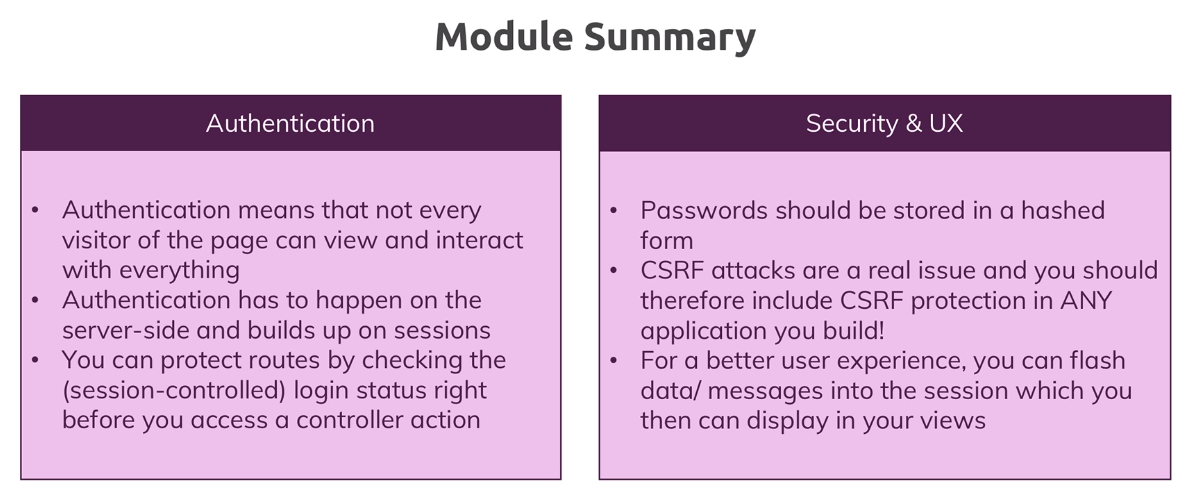 Module Summary
Authentication
• Authentication means that not every
visitor of the page can view and interact
with everything
• Authentication has to happen on the
server-side and builds up on sessions
• You can protect routes by checking the
(session-controlled) login status right
before you access a controller action
Security & UX
• Passwords should be stored in a hashed
form
• CSRF attacks are a real issue and you should
therefore include CSRF protection in ANY
application you build!
• For a better user experience, you can flash
data/ messages into the session which you
then can display in your views